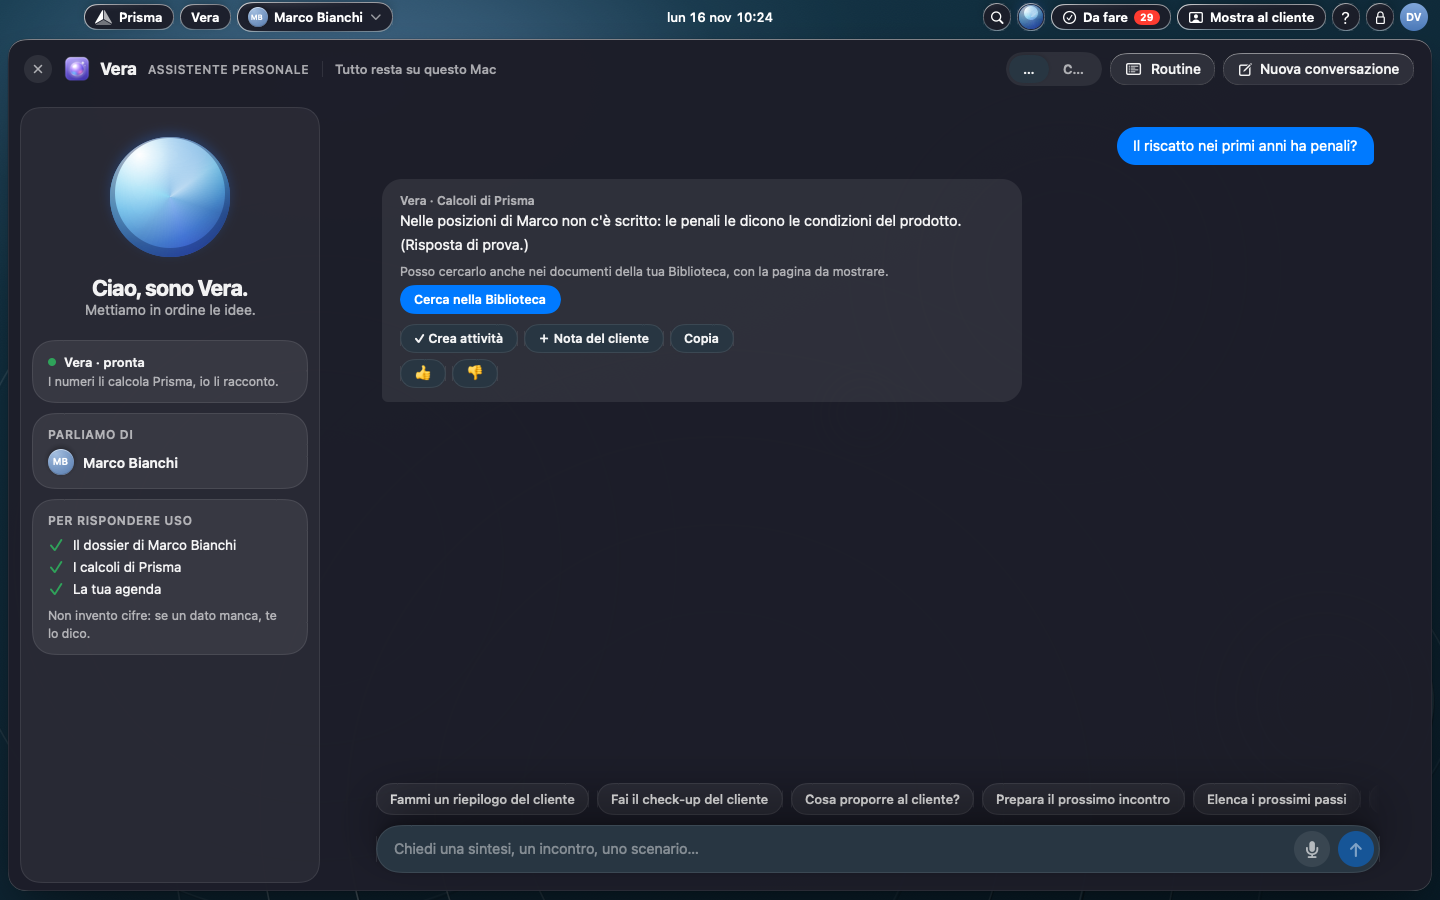 Prisma
Vera
MB Marco Bianchi
lun 16 nov 10:24
Da fare 29
Mostra al cliente
?
DV
Vera ASSISTENTE PERSONALE Tutto resta su questo Mac
...
C...
Routine
Nuova conversazione
Ciao, sono Vera.
Mettiamo in ordine le idee.
Vera · pronta
I numeri li calcola Prisma, io li racconto.
PARLIAMO DI
MB Marco Bianchi
PER RISPONDERE USO
Il dossier di Marco Bianchi
I calcoli di Prisma
La tua agenda
Non invento cifre: se un dato manca, te
lo dico.
Il riscatto nei primi anni ha penali?
Vera · Calcoli di Prisma
Nelle posizioni di Marco non c'è scritto: le penali le dicono le condizioni del prodotto.
(Risposta di prova.)
Posso cercarlo anche nei documenti della tua Biblioteca, con la pagina da mostrare.
Cerca nella Biblioteca
✓ Crea attività
+ Nota del cliente
Copia
👍 👎
Fammi un riepilogo del cliente
Fai il check-up del cliente
Cosa proporre al cliente?
Prepara il prossimo incontro
Elenca i prossimi passi
Chiedi una sintesi, un incontro, uno scenario...